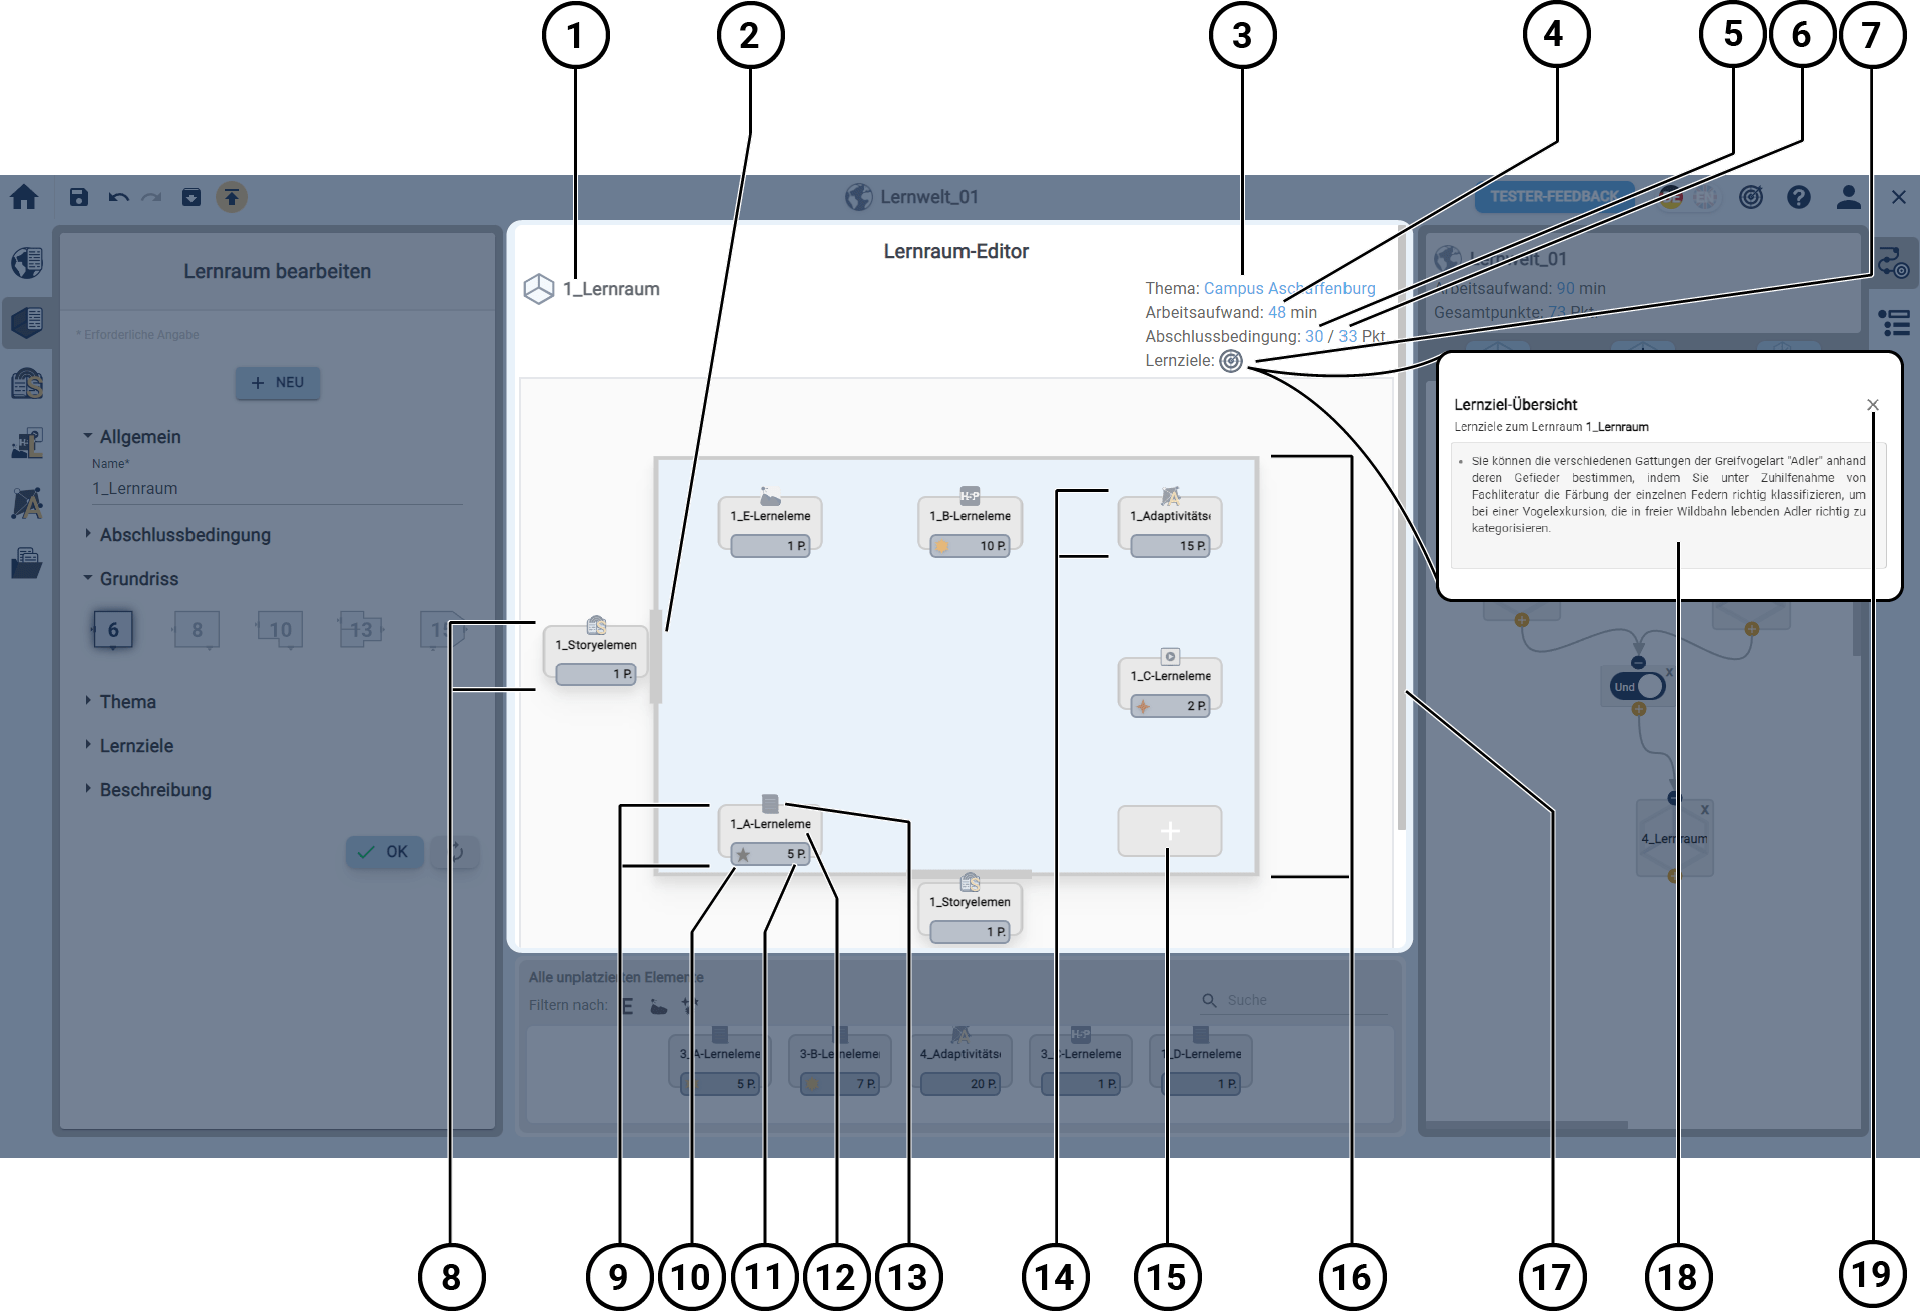 1 2 3 4 5 6 7
Lernwelt_01
TESTER-FEEDBACK
EN
Lernraum bearbeiten
* Erforderliche Angabe
+ NEU
Allgemein
Name*
1_Lernraum
Abschlussbedingung
Grundriss
6 8 10 13 15
Thema
Lernziele
Beschreibung
OK
Lernraum-Editor
1_Lernraum
Thema: Campus Aschaffenburg
Arbeitsaufwand: 48 min
Abschlussbedingung: 30 / 33 Pkt
Lernziele:
1_E-Lerneleme
1 P.
H-P
1_B-Lerneleme
10 P.
1_Adaptivitäts
15 P.
1_Storyelemen
1 P.
1_C-Lerneleme
2 P.
1_A-Lerneleme
5 P.
+
1_Storyelemen
1 P.
Alle unplatzierten Elemente
Filtern nach:
E
Suche
3_A-Lerneleme
5 P.
3-B-Lerneleme
7 P.
4_Adaptivitäts
20 P.
H-P
3_C-Lerneleme
1 P.
1_D-Lerneleme
1 P.
Lernwelt_01
Arbeitsaufwand: 90 min
Gesamtpunkte: 73 Pkt
Lernziel-Übersicht
Lernziele zum Lernraum 1_Lernraum
• Sie können die verschiedenen Gattungen der Greifvogelart "Adler" anhand
deren Gefieder bestimmen, indem Sie unter Zuhilfenahme von
Fachliteratur die Färbung der einzelnen Federn richtig klassifizieren, um
bei einer Vogelexkursion, die in freier Wildbahn lebenden Adler richtig zu
kategorisieren.
Und
x
4_Lernraum
x
8 9 10 11 12 13 14 15 16 17 18 19